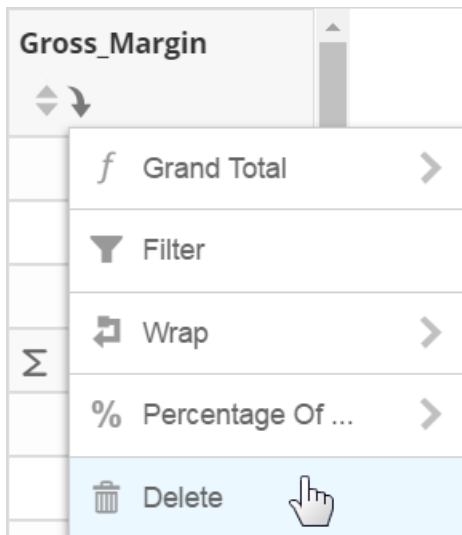 Gross_Margin
f Grand Total
Filter
Wrap
Σ
% Percentage Of ...
Delete